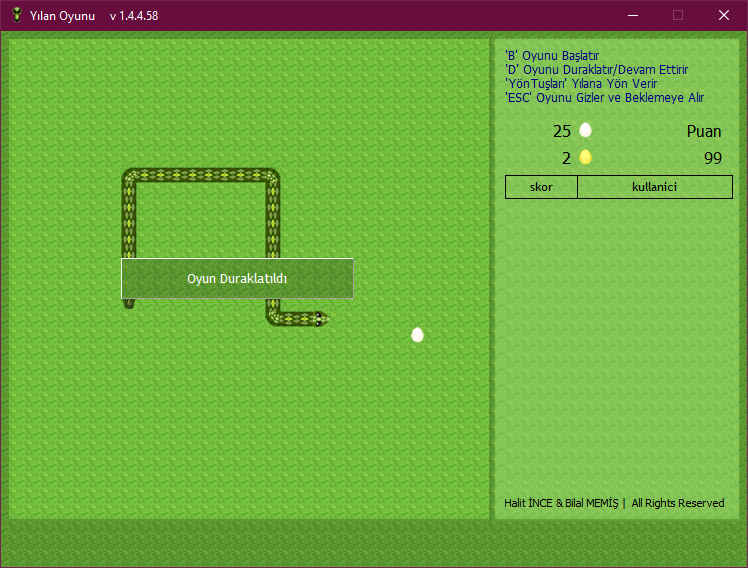 Yılan Oyunu v 1.4.4.58
'B' Oyunu Başlatır
'D' Oyunu Duraklatır/Devam Ettirir
'YönTuşları' Yılana Yön Verir
'ESC' Oyunu Gizler ve Beklemeye Alır
25 Puan
2 99
skor kullanici
Oyun Duraklatıldı
Halit İNCE & Bilal MEMİŞ | All Rights Reserved